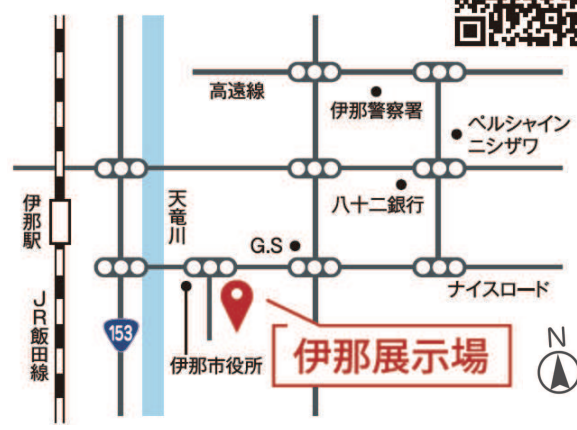 高遠線
伊那警察署
ベルシャイン
ニシザワ
伊那駅
天竜川
八十二銀行
G.S
ナイスロード
JR飯田線
153
伊那市役所
伊那展示場
N